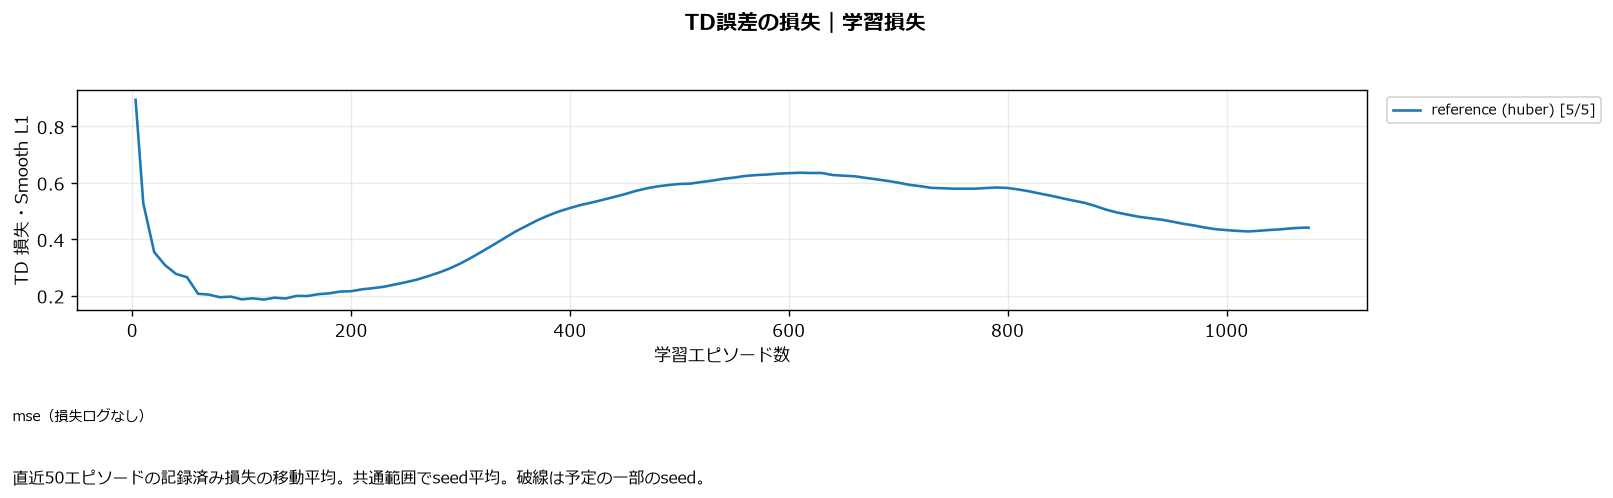 TD誤差の損失｜学習損失
reference (huber) [5/5]
TD 損失・Smooth L1
0.8
0.6
0.4
0.2
0 200 400 600 800 1000
学習エピソード数
mse（損失ログなし）
直近50エピソードの記録済み損失の移動平均。共通範囲でseed平均。破線は予定の一部のseed。